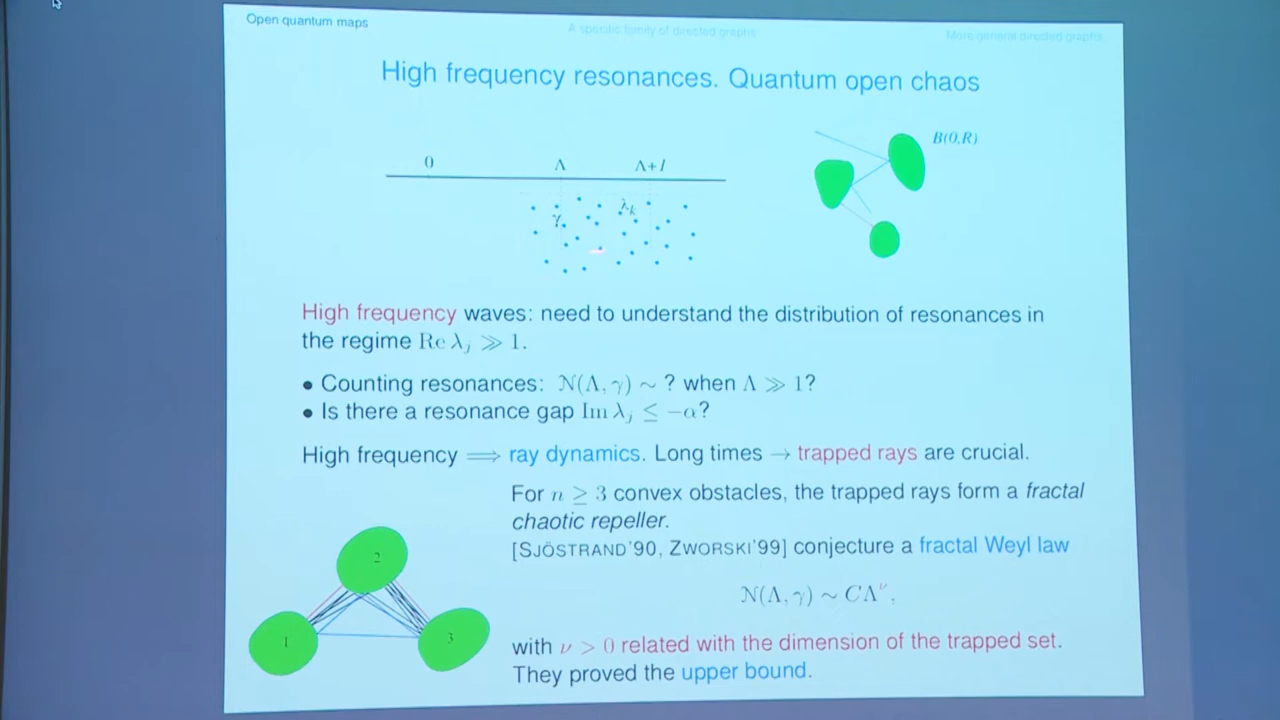 Open quantum maps
A specific family of directed graphs
More general directed graphs
High frequency resonances. Quantum open chaos
0 Λ Λ+1
γ λₖ
B(0,R)
High frequency waves: need to understand the distribution of resonances in
the regime Re λⱼ ≫ 1.
• Counting resonances: N(Λ, γ) ∼ ? when Λ ≫ 1?
• Is there a resonance gap Im λⱼ ≤ −α?
High frequency ⟹ ray dynamics. Long times → trapped rays are crucial.
For n ≥ 3 convex obstacles, the trapped rays form a fractal
chaotic repeller.
[SJÖSTRAND'90, ZWORSKI'99] conjecture a fractal Weyl law
N(Λ, γ) ∼ CΛ^ν,
with ν > 0 related with the dimension of the trapped set.
They proved the upper bound.
2
1
3